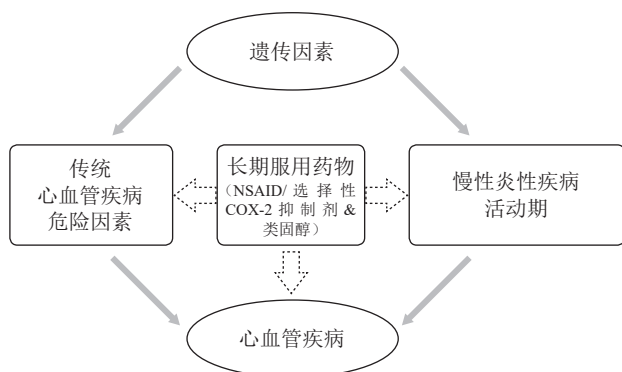 遗传因素
传统
心血管疾病
危险因素
长期服用药物
（NSAID/选择性
COX-2抑制剂&
类固醇）
慢性炎性疾病
活动期
心血管疾病